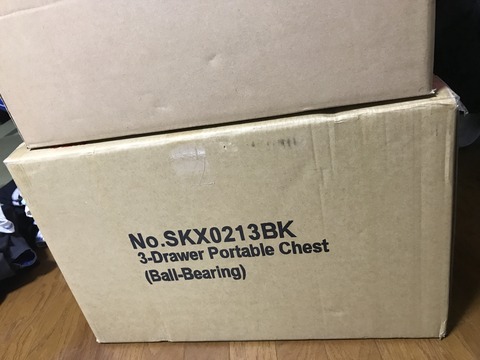 No.SKX0213BK
3-Drawer Portable Chest
(Ball-Bearing)